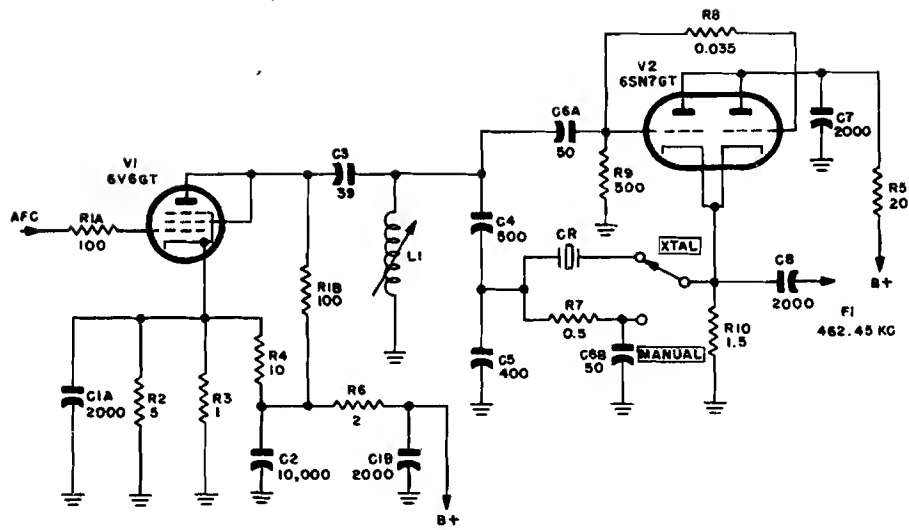 R8
0.035
V2
6SN7GT
C6A
50
C7
2000
V1
6V6GT
C3
39
R9
500
R5
20
AFC
R1A
100
C4
500
L1
CR
XTAL
R1B
100
C8
2000
B+
R7
0.5
F1
462.45 KC
R4
10
C5
400
C6B
50
MANUAL
R10
1.5
C1A
2000
R2
5
R3
1
R6
2
C2
10,000
C1B
2000
B+